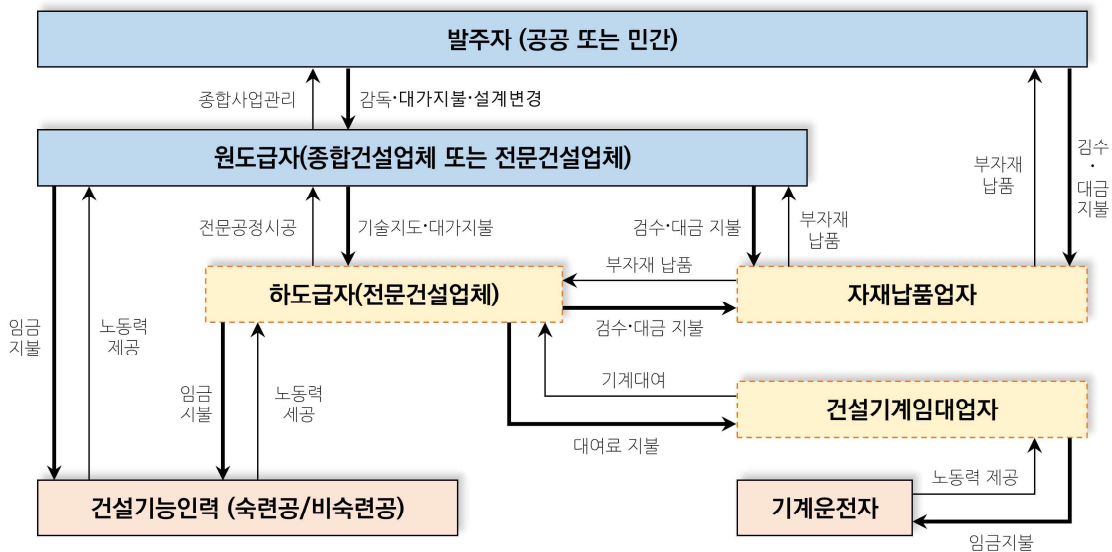 발주자 (공공 또는 민간)
종합사업관리
감독·대가지불·설계변경
부자재
납품
김수
·
대금
지불
원도급자(종합건설업체 또는 전문건설업체)
전문공정시공
기술지도·대가지불
검수·대금 지불
부자재
납품
하도급자(전문건설업체)
부자재 납품
검수·대금 지불
자재납품업자
임금
지불
노동력
제공
임금
시불
노동력
세공
기계대여
대여료 지불
건설기계임대업자
건설기능인력 (숙련공/비숙련공)
기계운전자
노동력 제공
임금지불